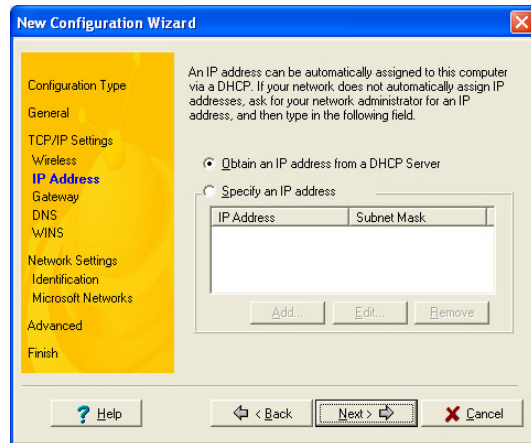 New Configuration Wizard
Configuration Type
General
TCP/IP Settings
Wireless
IP Address
Gateway
DNS
WINS
Network Settings
Identification
Microsoft Networks
Advanced
Finish
An IP address can be automatically assigned to this computer
via a DHCP. If your network does not automatically assign IP
addresses, ask for your network administrator for an IP
address, and then type in the following field.
Obtain an IP address from a DHCP Server
Specify an IP address
IP Address Subnet Mask
Add... Edit... Remove
? Help < Back Next > Cancel